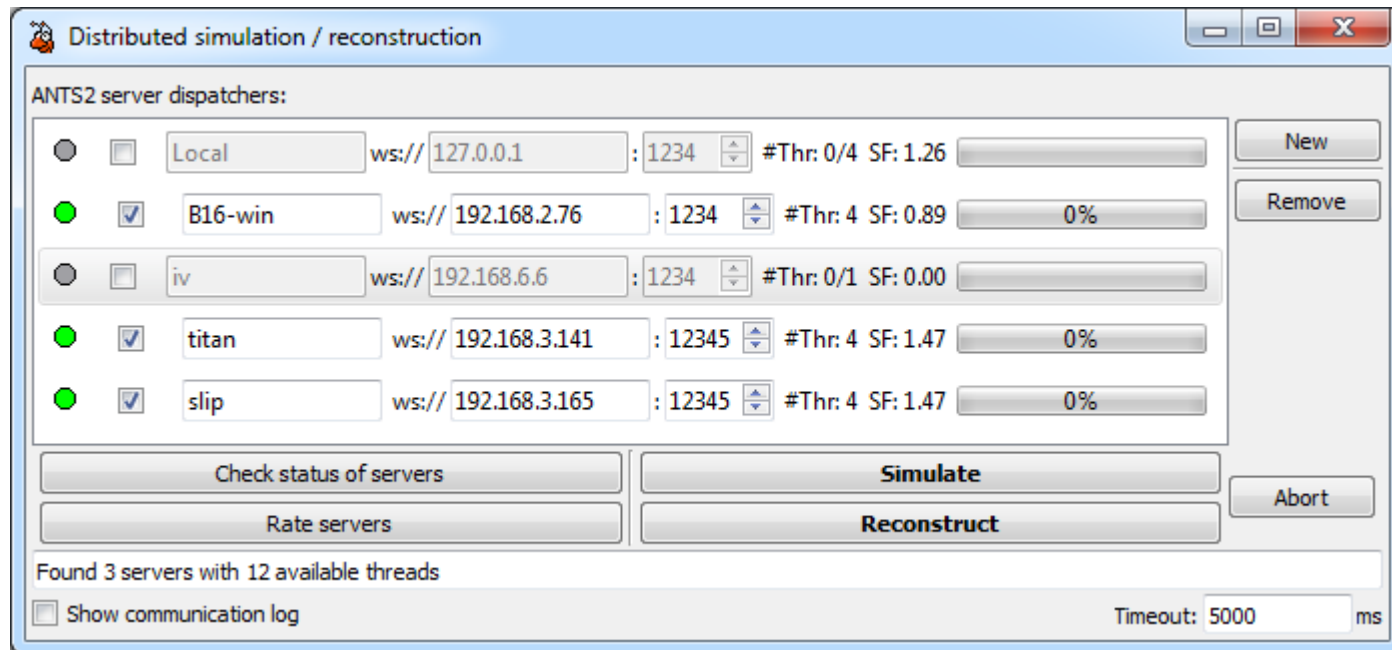 Distributed simulation / reconstruction
ANTS2 server dispatchers:
Local ws:// 127.0.0.1 : 1234 #Thr: 0/4 SF: 1.26
New
B16-win ws:// 192.168.2.76 : 1234 #Thr: 4 SF: 0.89 0%
Remove
iv ws:// 192.168.6.6 : 1234 #Thr: 0/1 SF: 0.00
titan ws:// 192.168.3.141 : 12345 #Thr: 4 SF: 1.47 0%
slip ws:// 192.168.3.165 : 12345 #Thr: 4 SF: 1.47 0%
Check status of servers Simulate
Abort
Rate servers Reconstruct
Found 3 servers with 12 available threads
Show communication log Timeout: 5000 ms